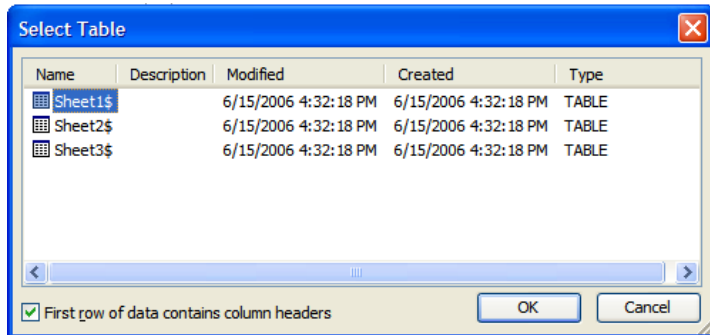 Select Table
Name Description Modified Created Type
Sheet1$ 6/15/2006 4:32:18 PM 6/15/2006 4:32:18 PM TABLE
Sheet2$ 6/15/2006 4:32:18 PM 6/15/2006 4:32:18 PM TABLE
Sheet3$ 6/15/2006 4:32:18 PM 6/15/2006 4:32:18 PM TABLE
First row of data contains column headers OK Cancel